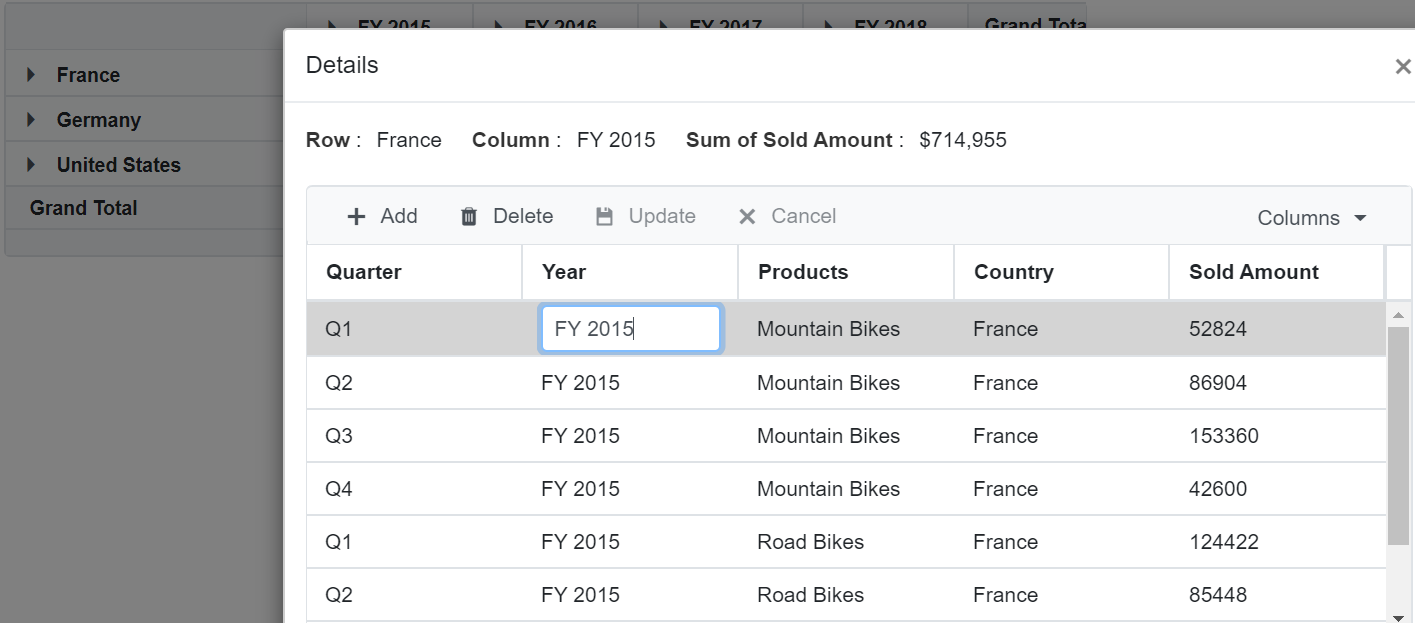 FY 2015 FY 2016 FY 2017 FY 2018 Grand Tota
Details
France
Germany
Row : France Column : FY 2015 Sum of Sold Amount : $714,955
United States
Grand Total
Add Delete Update Cancel Columns
Quarter Year Products Country Sold Amount
Q1 FY 2015 Mountain Bikes France 52824
Q2 FY 2015 Mountain Bikes France 86904
Q3 FY 2015 Mountain Bikes France 153360
Q4 FY 2015 Mountain Bikes France 42600
Q1 FY 2015 Road Bikes France 124422
Q2 FY 2015 Road Bikes France 85448